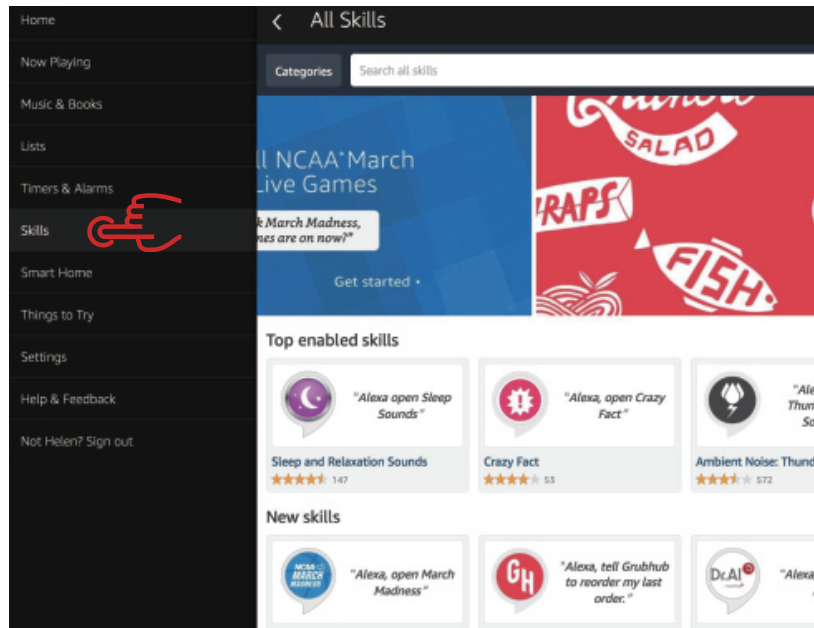 Home
Now Playing
Music & Books
Lists
Timers & Alarms
Skills
Smart Home
Things to Try
Settings
Help & Feedback
Not Helen? Sign out
All Skills
Categories
Search all skills
NCAA March
Live Games
March Madness,
are on now?"
Get started
SALAD
FISH
Top enabled skills
"Alexa open Sleep
Sounds"
Sleep and Relaxation Sounds
147
"Alexa, open Crazy
Fact"
Crazy Fact
53
Ambient Noise:
572
New skills
NCAA
MARCH
MADNESS
"Alexa, open March
Madness"
GH
"Alexa, tell Grubhub
to reorder my last
order."
Dr.AI
"Alexa,